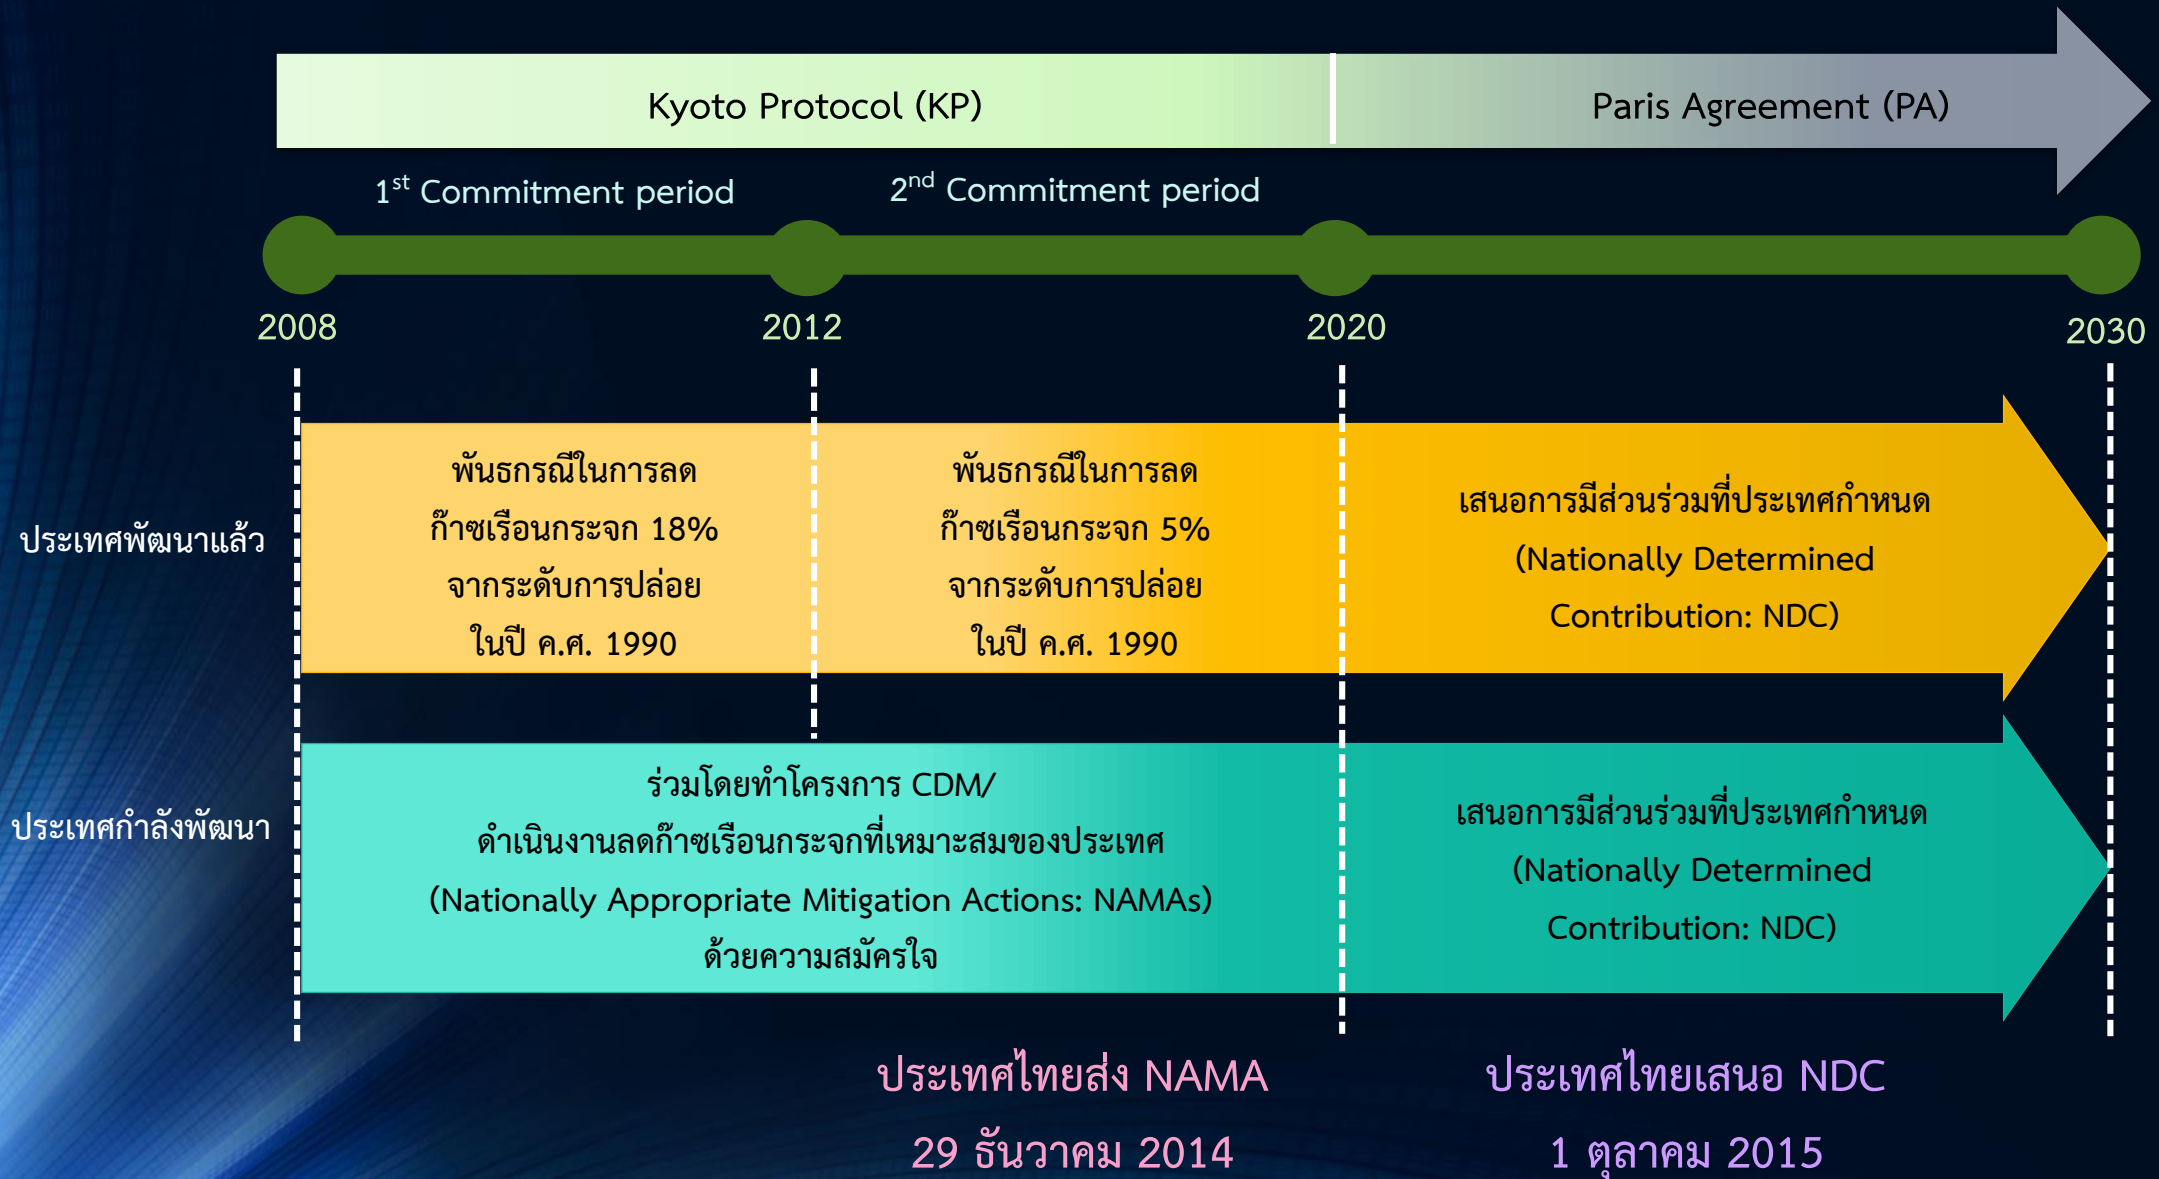 Kyoto Protocol (KP)
Paris Agreement (PA)
1st Commitment period
2nd Commitment period
2008
2012
2020
2030
ประเทศพัฒนาแล้ว
พันธกรณีในการลด
ก๊าซเรือนกระจก 18%
จากระดับการปล่อย
ในปี ค.ศ. 1990
พันธกรณีในการลด
ก๊าซเรือนกระจก 5%
จากระดับการปล่อย
ในปี ค.ศ. 1990
เสนอการมีส่วนร่วมที่ประเทศกำหนด
(Nationally Determined
Contribution: NDC)
ประเทศกำลังพัฒนา
ร่วมโดยทำโครงการ CDM/
ดำเนินงานลดก๊าซเรือนกระจกที่เหมาะสมของประเทศ
(Nationally Appropriate Mitigation Actions: NAMAs)
ด้วยความสมัครใจ
เสนอการมีส่วนร่วมที่ประเทศกำหนด
(Nationally Determined
Contribution: NDC)
ประเทศไทยส่ง NAMA
29 ธันวาคม 2014
ประเทศไทยเสนอ NDC
1 ตุลาคม 2015